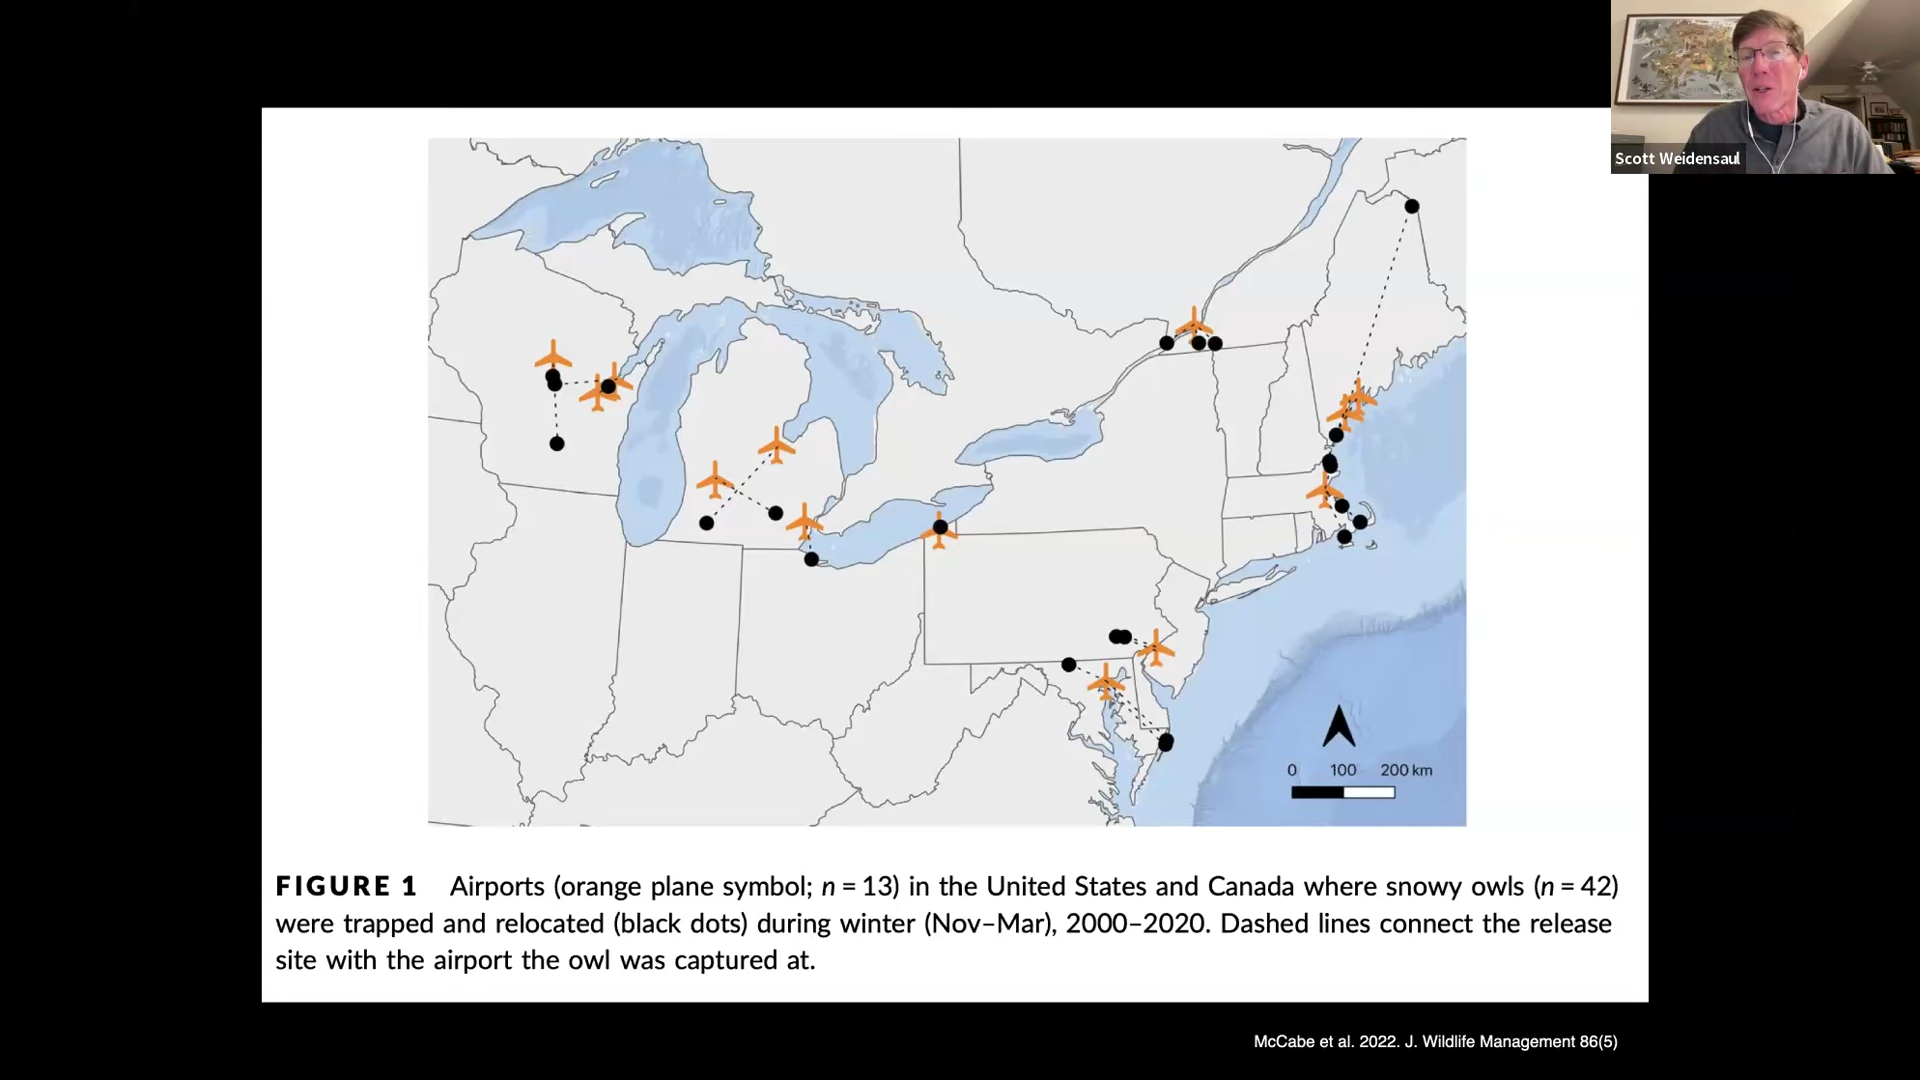 Scott Weidensaul
0 100 200 km
FIGURE 1 Airports (orange plane symbol; n = 13) in the United States and Canada where snowy owls (n = 42)
were trapped and relocated (black dots) during winter (Nov–Mar), 2000–2020. Dashed lines connect the release
site with the airport the owl was captured at.
McCabe et al. 2022. J. Wildlife Management 86(5)